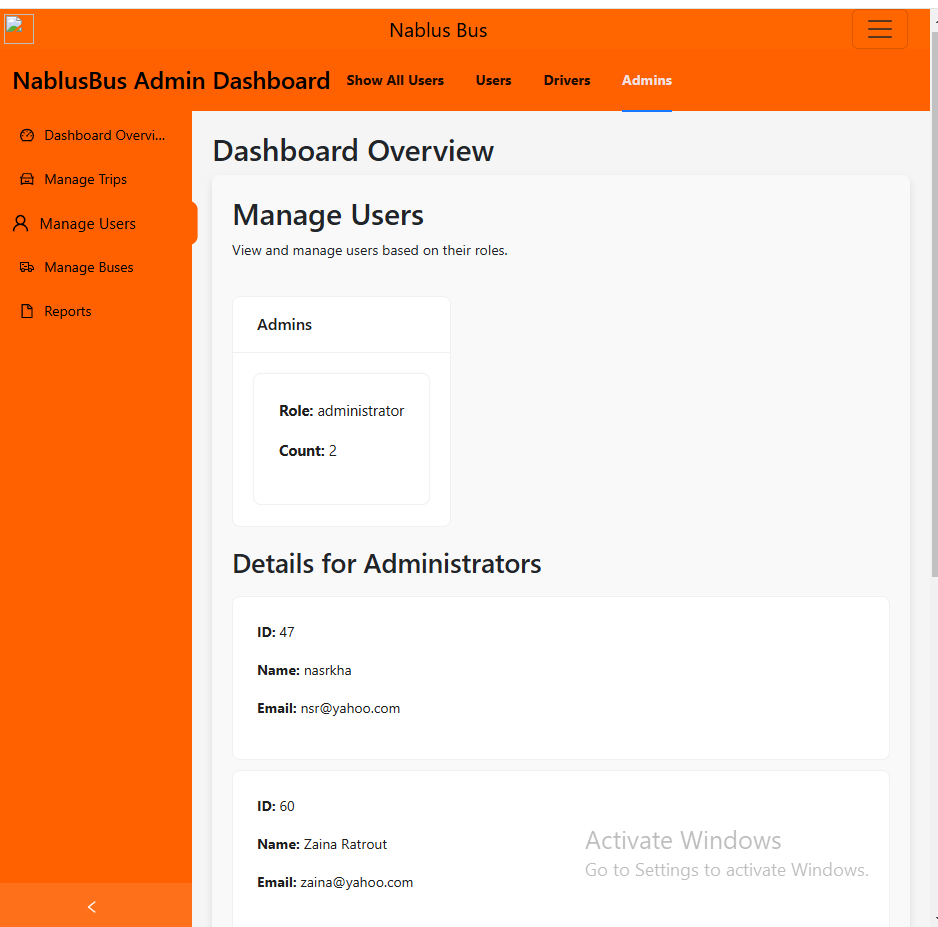 Nablus Bus
NablusBus Admin Dashboard
Show All Users
Users
Drivers
Admins
Dashboard Overvi...
Manage Trips
Manage Users
Manage Buses
Reports
Dashboard Overview
Manage Users
View and manage users based on their roles.
Admins
Role: administrator
Count: 2
Details for Administrators
ID: 47
Name: nasrkha
Email: nsr@yahoo.com
ID: 60
Name: Zaina Ratrout
Email: zaina@yahoo.com
Activate Windows
Go to Settings to activate Windows.